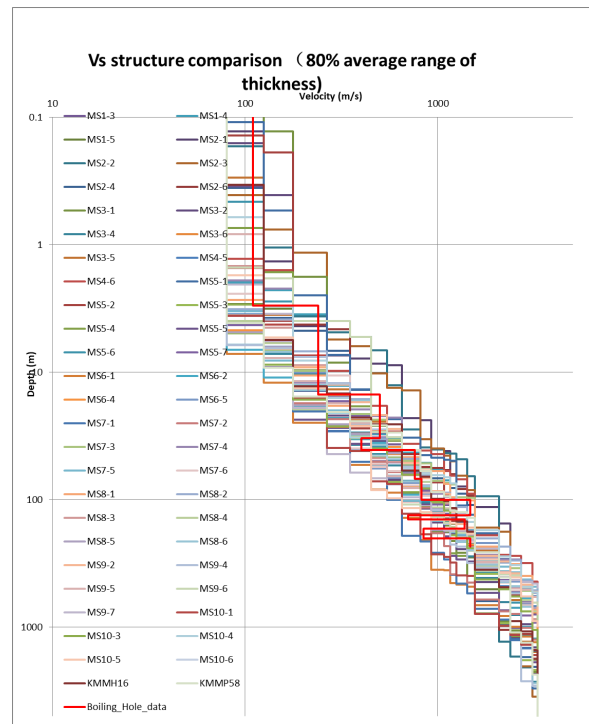 Vs structure comparison （80% average range of
thickness)
Velocity (m/s)
10 100 1000
0.1
1
10
100
1000
Depth (m)
MS1-3 MS1-4
MS1-5 MS2-1
MS2-2 MS2-3
MS2-4 MS2-6
MS3-1 MS3-2
MS3-4 MS3-6
MS3-5 MS4-5
MS4-6 MS5-1
MS5-2 MS5-3
MS5-4 MS5-5
MS5-6 MS5-7
MS6-1 MS6-2
MS6-4 MS6-5
MS7-1 MS7-2
MS7-3 MS7-4
MS7-5 MS7-6
MS8-1 MS8-2
MS8-3 MS8-4
MS8-5 MS8-6
MS9-2 MS9-4
MS9-5 MS9-6
MS9-7 MS10-1
MS10-3 MS10-4
MS10-5 MS10-6
KMMH16 KMMP58
Boiling_Hole_data